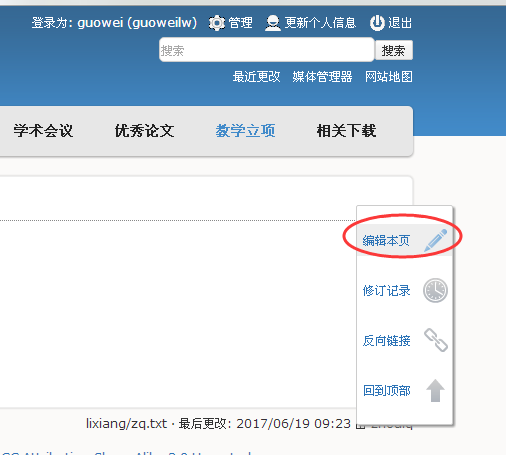 登录为: guowei (guoweilw) 管理 更新个人信息 退出
搜索 搜索
最近更改 媒体管理器 网站地图
学术会议 优秀论文 教学立项 相关下载
编辑本页
修订记录
反向链接
回到顶部
lixiang/zq.txt · 最后更改: 2017/06/19 09:23 由